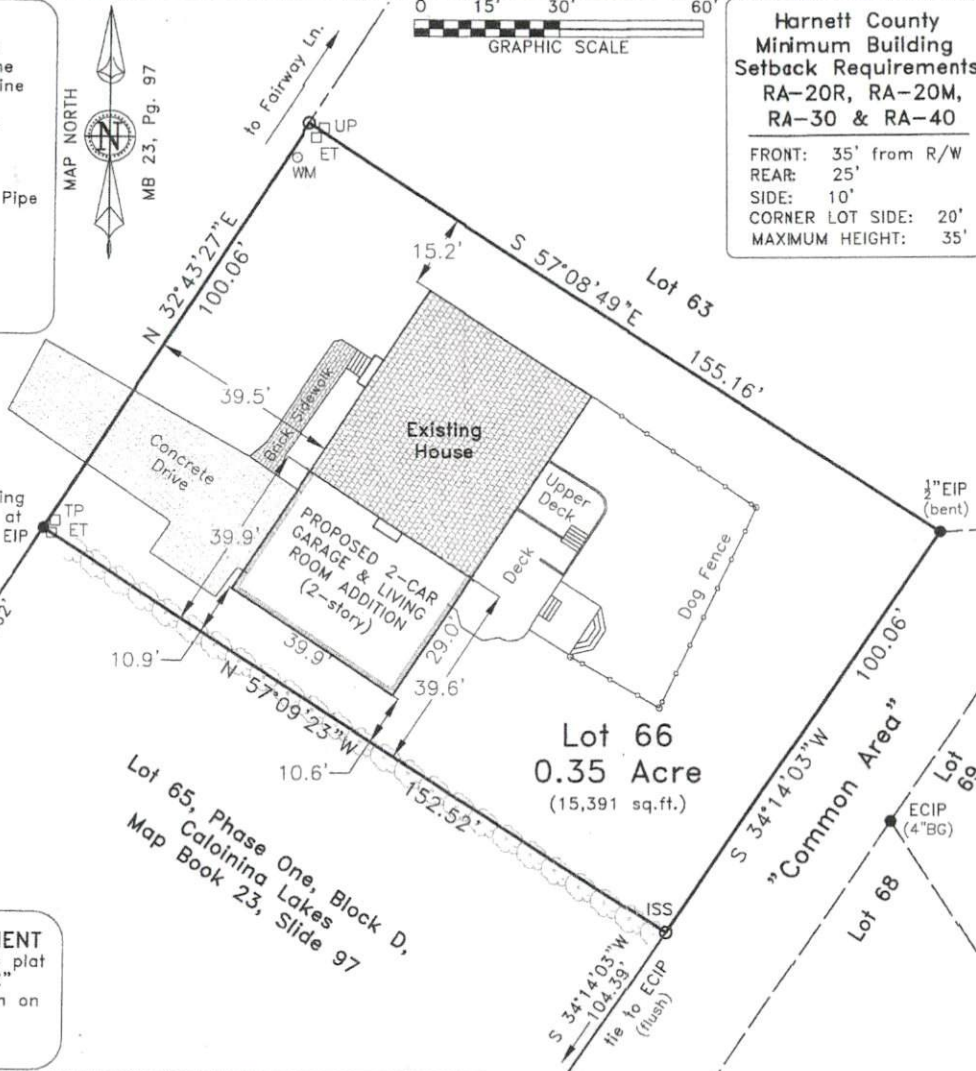 0 15' 30' 60'
GRAPHIC SCALE
Harnett County
Minimum Building
Setback Requirements
RA-20R, RA-20M,
RA-30 & RA-40
FRONT: 35' from R/W
REAR: 25'
SIDE: 10'
CORNER LOT SIDE: 20'
MAXIMUM HEIGHT: 35'
Pipe
MAP NORTH
N
MB 23, Pg. 97
to Fairway Ln.
UP
ET
WM
N 32°43'27"E
100.06'
15.2'
S 57°08'49"E
155.16'
Lot 63
39.5'
Back Sidewalk
Existing
House
Concrete
Drive
Upper
Deck
Deck
Dog Fence
½"EIP
(bent)
at
EIP
TP
ET
39.9'
PROPOSED 2-CAR
GARAGE & LIVING
ROOM ADDITION
(2-story)
39.9'
29.0'
39.6'
10.9'
10.6'
N 57°09'23"W
152.52'
Lot 66
0.35 Acre
(15,391 sq.ft.)
100.06'
S 34°14'03"W
"Common Area"
Lot
69
ECIP
(4"BG)
Lot 68
Lot 65, Phase One, Block D,
Caloinina Lakes
Map Book 23, Slide 97
ISS
S 34°14'03"W
104.39'
tie to ECIP
(flush)
plat
on